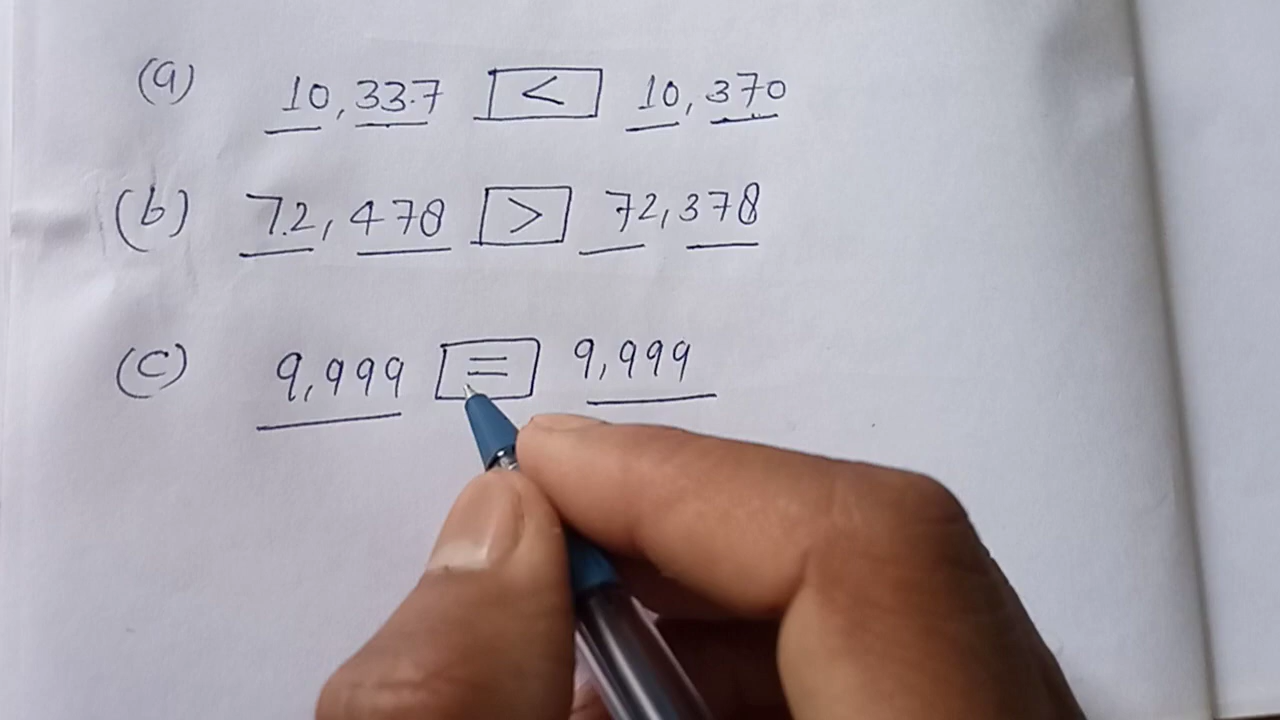 (a) 10,337 < 10,370
(b) 72,478 > 72,378
(c) 9,999 = 9,999